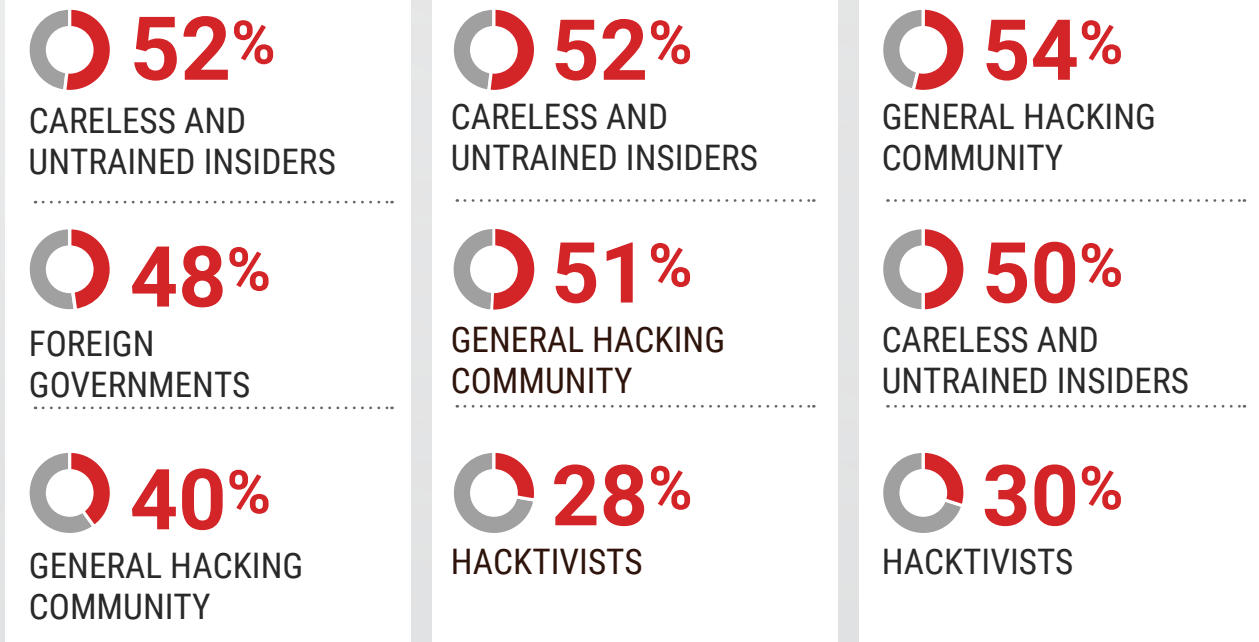 52%
CARELESS AND
UNTRAINED INSIDERS
48%
FOREIGN
GOVERNMENTS
40%
GENERAL HACKING
COMMUNITY
52%
CARELESS AND
UNTRAINED INSIDERS
51%
GENERAL HACKING
COMMUNITY
28%
HACKTIVISTS
54%
GENERAL HACKING
COMMUNITY
50%
CARELESS AND
UNTRAINED INSIDERS
30%
HACKTIVISTS